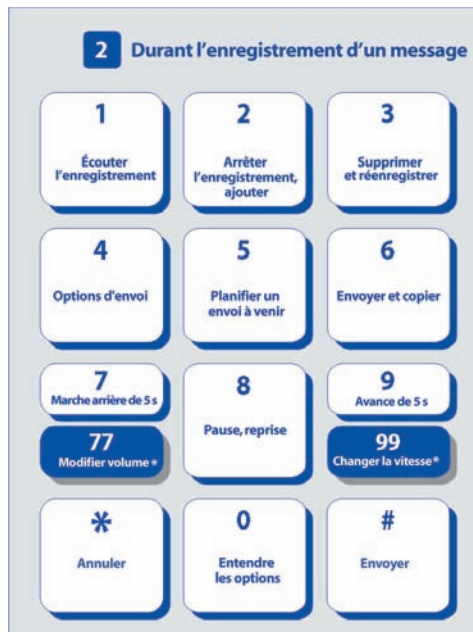 2 Durant l'enregistrement d'un message
1
Écouter
l'enregistrement
2
Arrêter
l'enregistrement,
ajouter
3
Supprimer
et réenregistrer
4
Options d'envoi
5
Planifier un
envoi à venir
6
Envoyer et copier
7
Marche arrière de 5 s
77
Modifier volume*
8
Pause, reprise
9
Avance de 5 s
99
Changer la vitesse*
*
Annuler
0
Entendre
les options
#
Envoyer